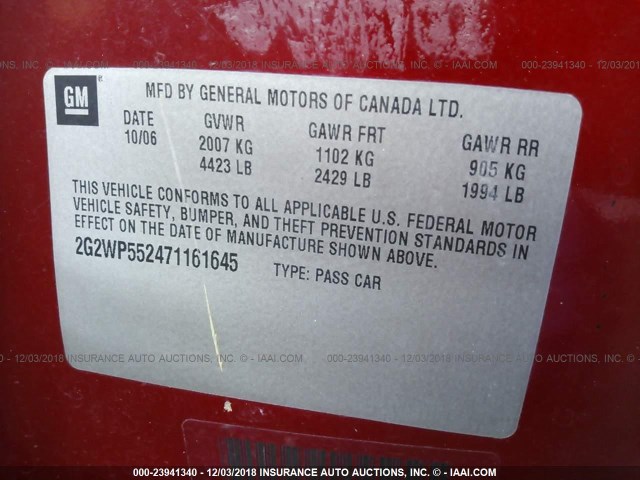 GM
MFD BY GENERAL MOTORS OF CANADA LTD.
DATE GVWR GAWR FRT GAWR RR
10/06 2007 KG 1102 KG 905 KG
4423 LB 2429 LB 1994 LB
THIS VEHICLE CONFORMS TO ALL APPLICABLE U.S. FEDERAL MOTOR
VEHICLE SAFETY, BUMPER, AND THEFT PREVENTION STANDARDS IN
EFFECT ON THE DATE OF MANUFACTURE SHOWN ABOVE.
2G2WP552471161645 TYPE: PASS CAR
000-23941340 - 12/03/2018 INSURANCE AUTO AUCTIONS, INC. © - IAAI.COM